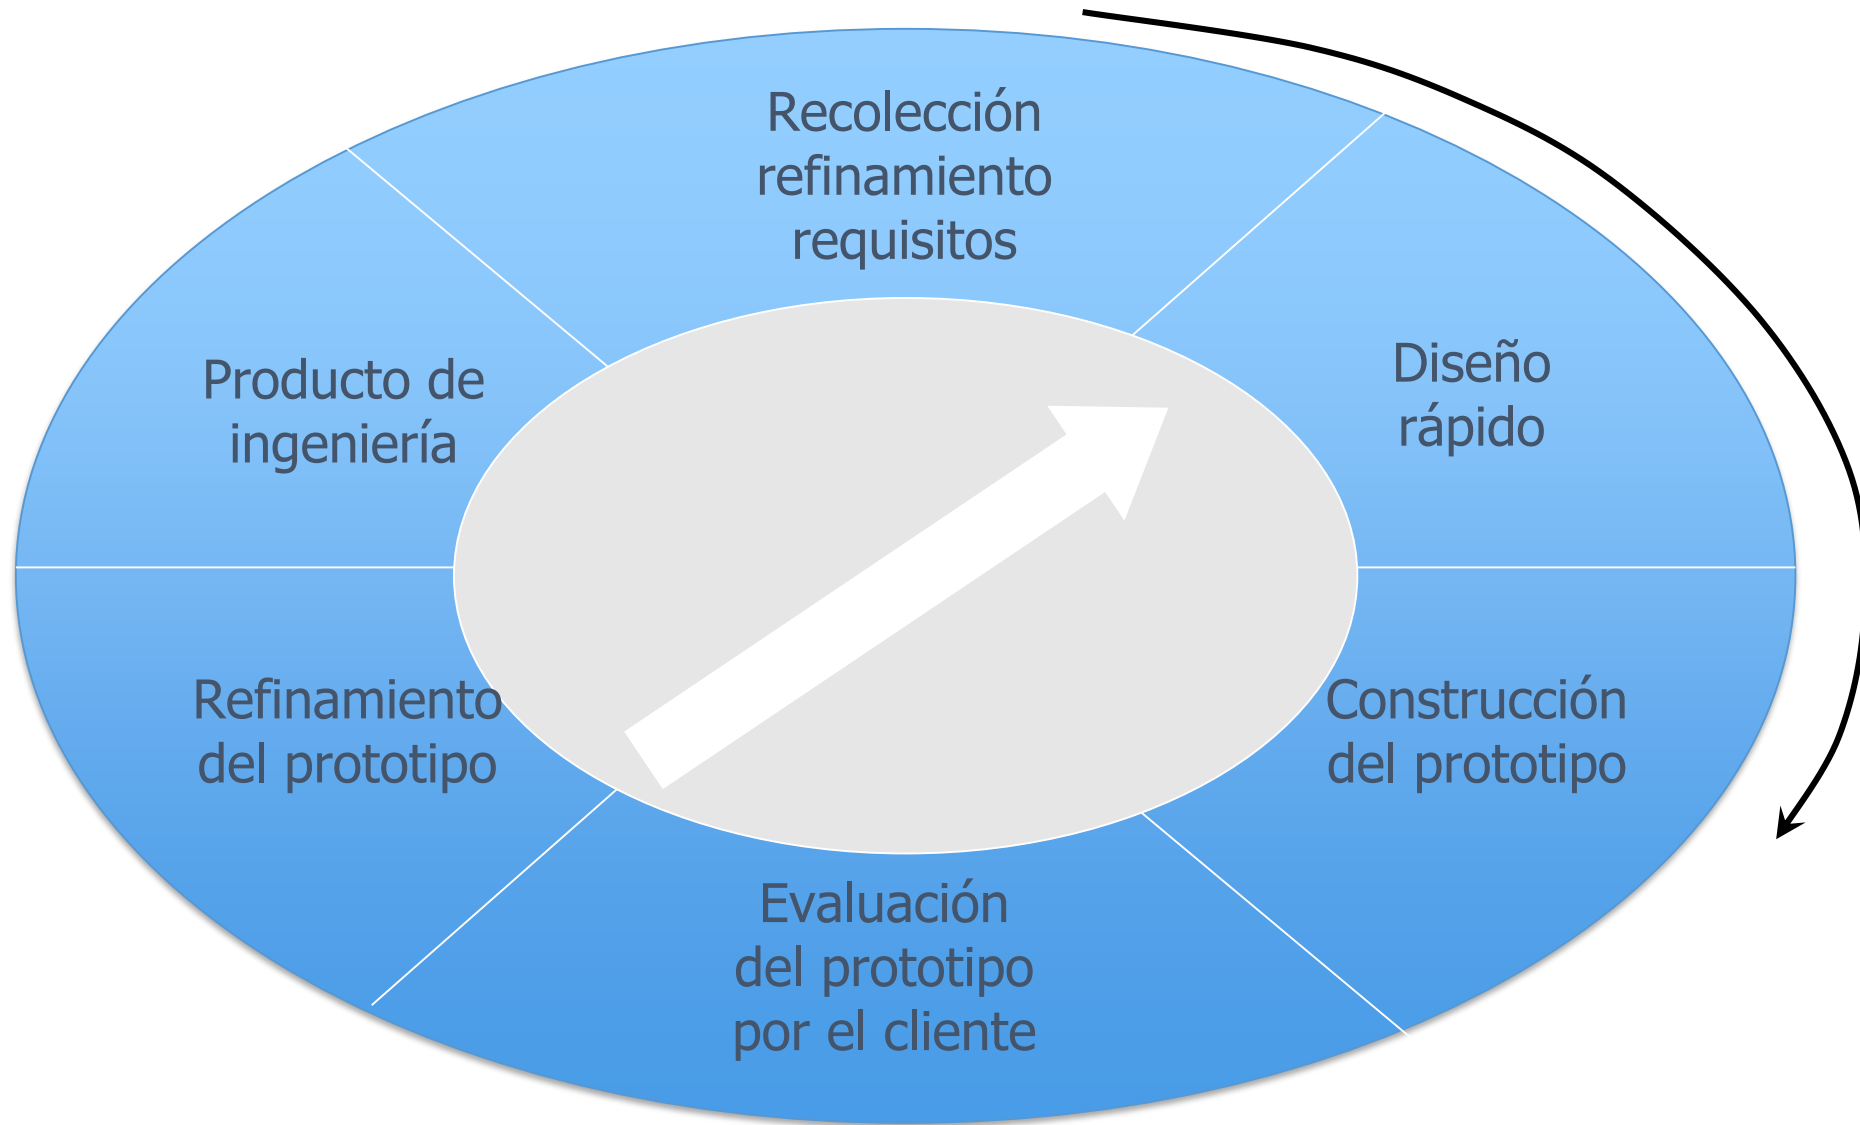 Recolección
refinamiento
requisitos
Diseño
rápido
Construcción
del prototipo
Evaluación
del prototipo
por el cliente
Refinamiento
del prototipo
Producto de
ingeniería